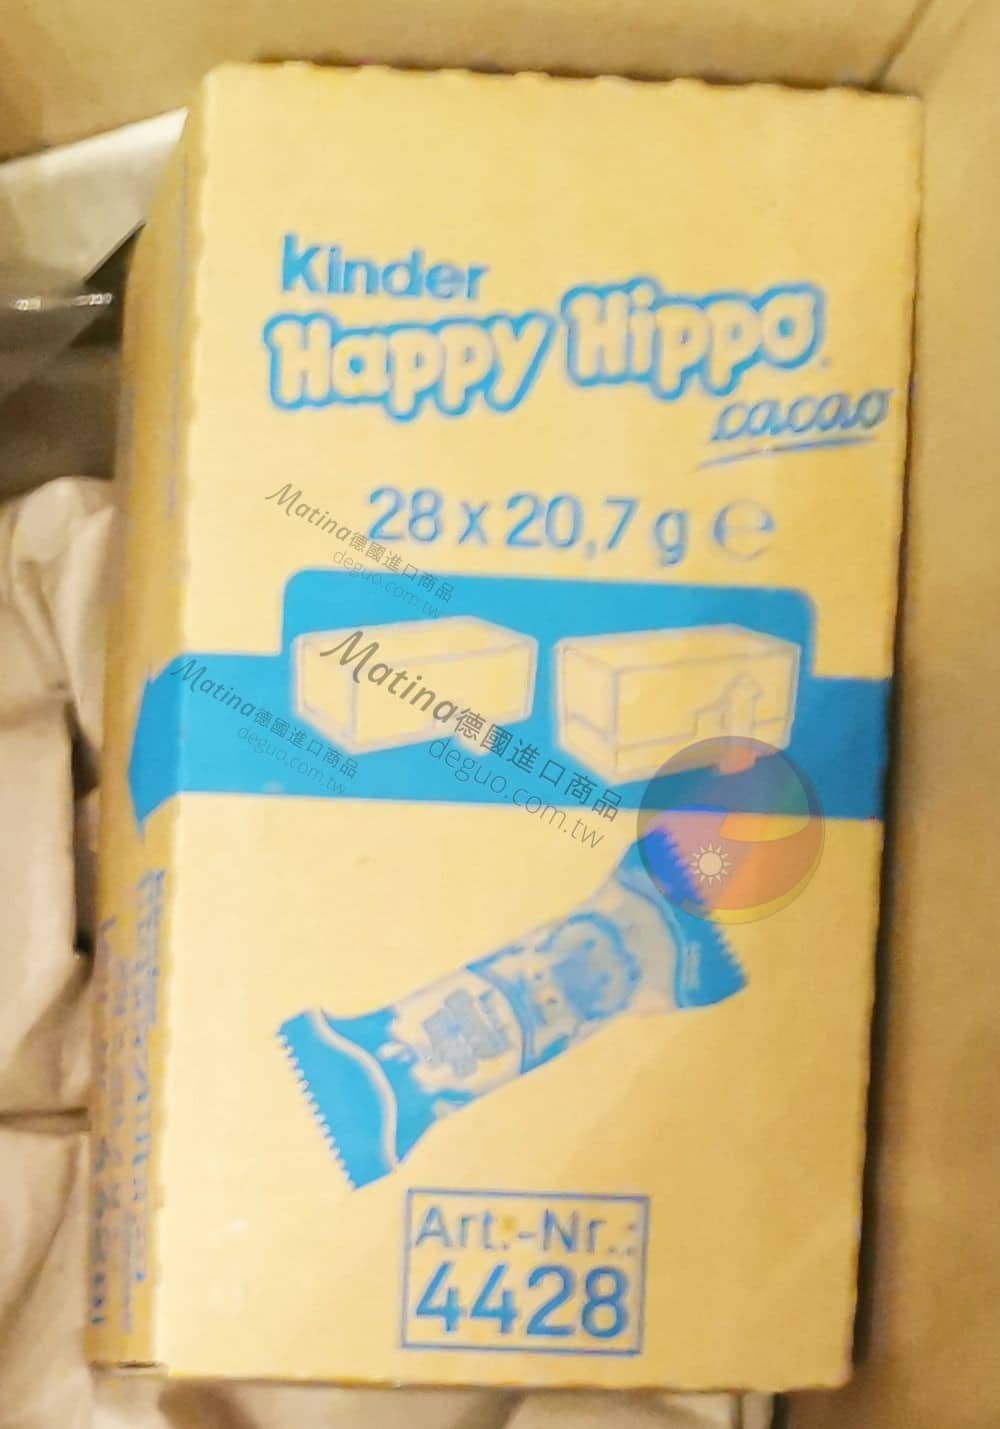 Kinder
Happy Hippo
cacao
28 x 20,7 g ℮
Matina德國進口商品
deguo.com.tw
Matina德國進口商品
deguo.com.tw
Matina德國進口商品
deguo.com.tw
Art.-Nr.:
4428